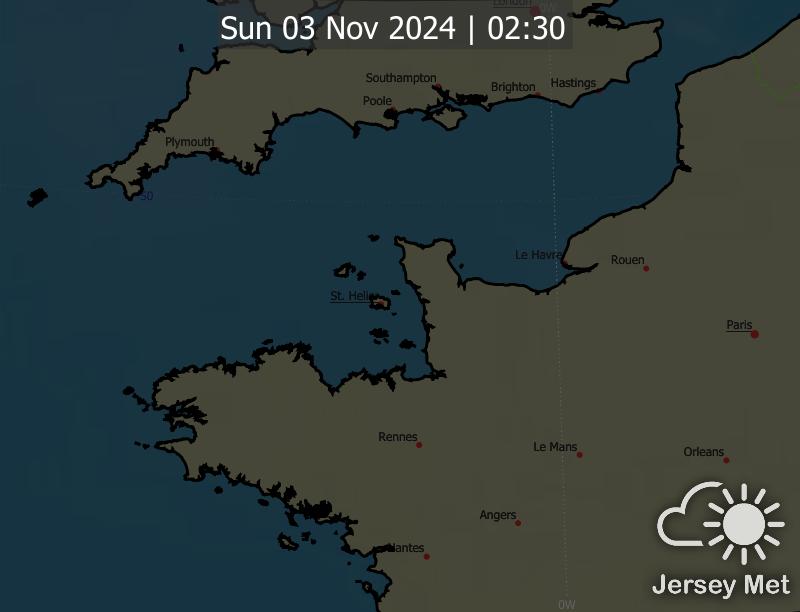 London
0W
Sun 03 Nov 2024 | 02:30
Southampton
Brighton
Hastings
Poole
Plymouth
50
Le Havre
Rouen
St. Helier
Paris
Rennes
Le Mans
Orleans
Angers
Nantes
0W
Jersey Met